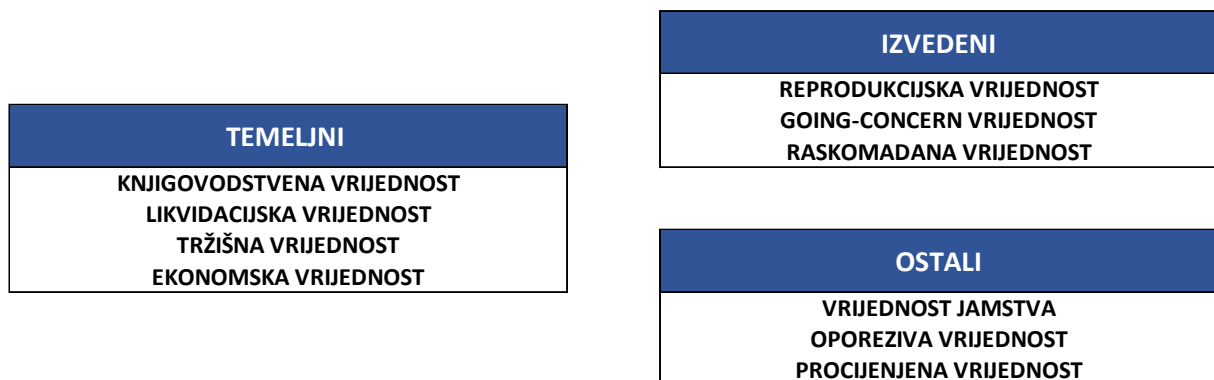 TEMELJNI
KNJIGOVODSTVENA VRIJEDNOST
LIKVIDACIJSKA VRIJEDNOST
TRŽIŠNA VRIJEDNOST
EKONOMSKA VRIJEDNOST
IZVEDENI
REPRODUKCIJSKA VRIJEDNOST
GOING-CONCERN VRIJEDNOST
RASKOMADANA VRIJEDNOST
OSTALI
VRIJEDNOST JAMSTVA
OPOREZIVA VRIJEDNOST
PROCIJENJENA VRIJEDNOST